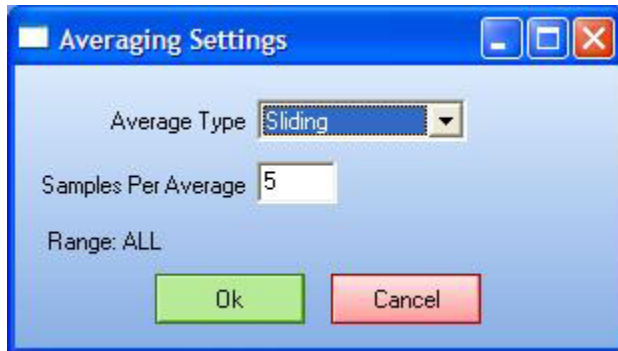 Averaging Settings
Average Type Sliding
Samples Per Average 5
Range: ALL
Ok Cancel